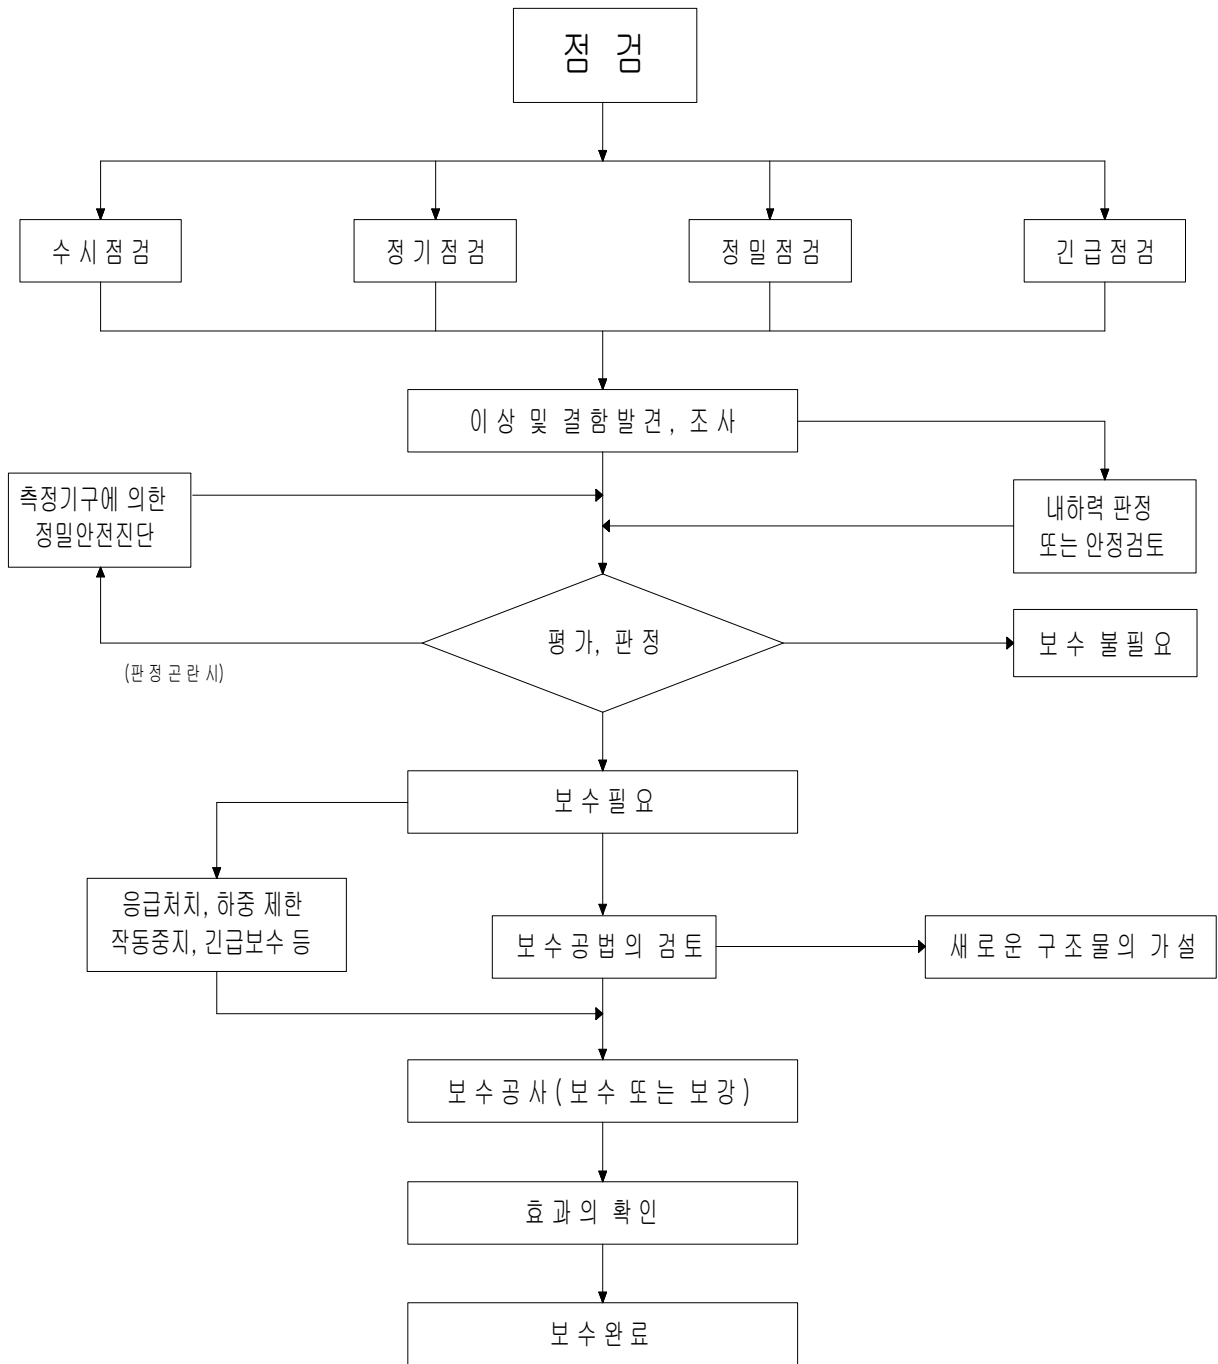 점 검
수시점검
정기점검
정밀점검
긴급점검
이상 및 결함발견, 조사
측정기구에 의한
정밀안전진단
내하력 판정
또는 안정검토
평가, 판정
보수 불필요
(판정곤란시)
보수필요
응급처치, 하중 제한
작동중지, 긴급보수 등
보수공법의 검토
새로운 구조물의 가설
보수공사(보수 또는 보강)
효과의 확인
보수완료